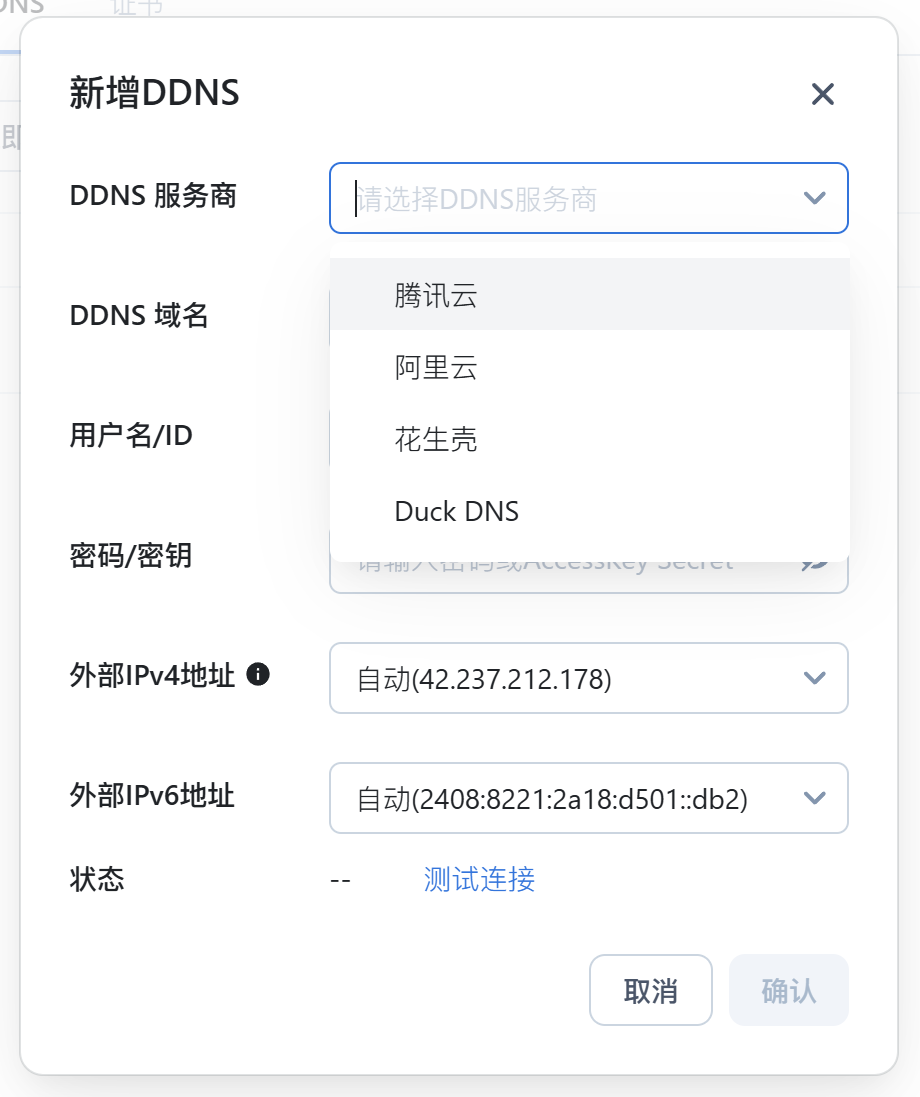 DNS
证书
即
新增DDNS
DDNS 服务商
请选择DDNS服务商
腾讯云
DDNS 域名
阿里云
用户名/ID
花生壳
Duck DNS
密码/密钥
请输入密码或AccessKey Secret
外部IPv4地址
自动(42.237.212.178)
外部IPv6地址
自动(2408:8221:2a18:d501::db2)
状态 -- 测试连接
取消 确认